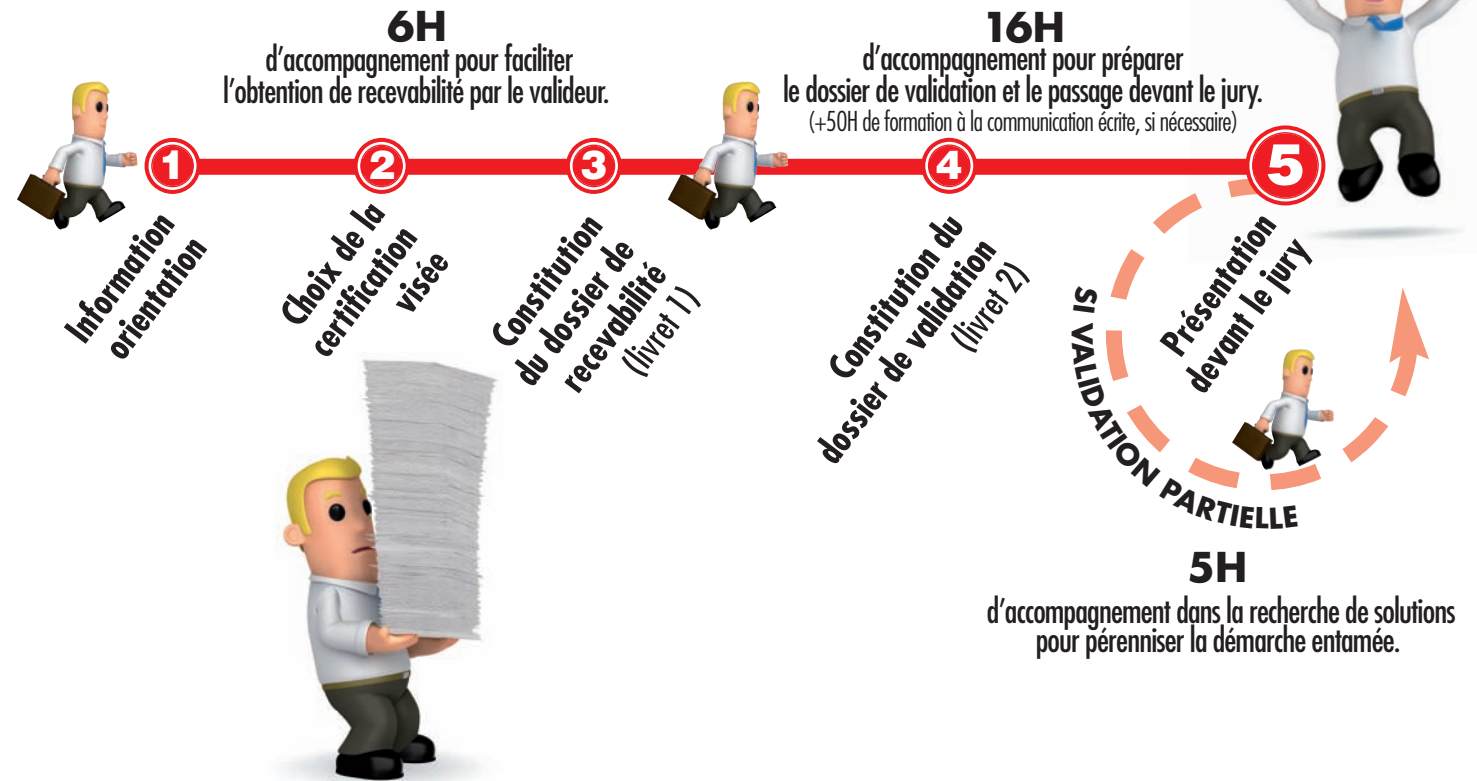 6H
d'accompagnement pour faciliter
l'obtention de recevabilité par le valideur.
16H
d'accompagnement pour préparer
le dossier de validation et le passage devant le jury.
(+50H de formation à la communication écrite, si nécessaire)
1
2
3
4
5
Information
orientation
Choix de la
certification
visée
Constitution
du dossier de
recevabilité
(livret 1)
Constitution du
dossier de validation
(livret 2)
Présentation
devant le jury
SI VALIDATION PARTIELLE
5H
d'accompagnement dans la recherche de solutions
pour pérenniser la démarche entamée.